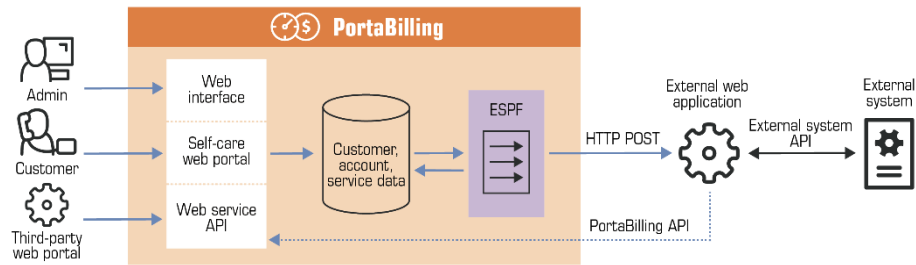 PortaBilling
Admin
Customer
Third-party
web portal
Web
interface
Self-care
web portal
Web service
API
Customer,
account,
service data
ESPF
HTTP POST
External web
application
External system
API
External
system
PortaBilling API